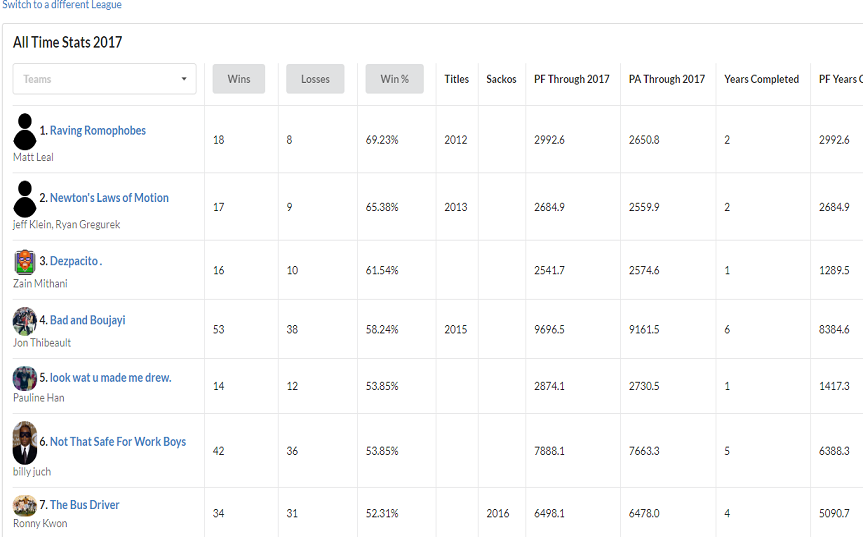 Switch to a different League
All Time Stats 2017
Teams Wins Losses Win % Titles Sackos PF Through 2017 PA Through 2017 Years Completed PF Years C
1. Raving Romophobes 18 8 69.23% 2012 2992.6 2650.8 2 2992.6
Matt Leal
2. Newton's Laws of Motion 17 9 65.38% 2013 2684.9 2559.9 2 2684.9
jeff Klein, Ryan Gregurek
3. Dezpacito . 16 10 61.54% 2541.7 2574.6 1 1289.5
Zain Mithani
4. Bad and Boujayi 53 38 58.24% 2015 9696.5 9161.5 6 8384.6
Jon Thibeault
5. look wat u made me drew. 14 12 53.85% 2874.1 2730.5 1 1417.3
Pauline Han
6. Not That Safe For Work Boys 42 36 53.85% 7888.1 7663.3 5 6388.3
billy juch
7. The Bus Driver 34 31 52.31% 2016 6498.1 6478.0 4 5090.7
Ronny Kwon